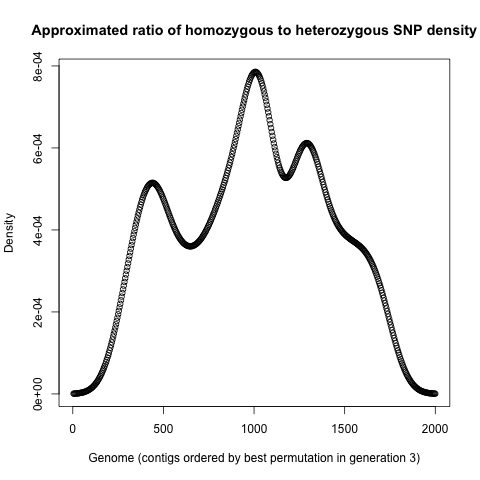 Approximated ratio of homozygous to heterozygous SNP density
8e-04
6e-04
4e-04
2e-04
0e+00
Density
0 500 1000 1500 2000
Genome (contigs ordered by best permutation in generation 3)